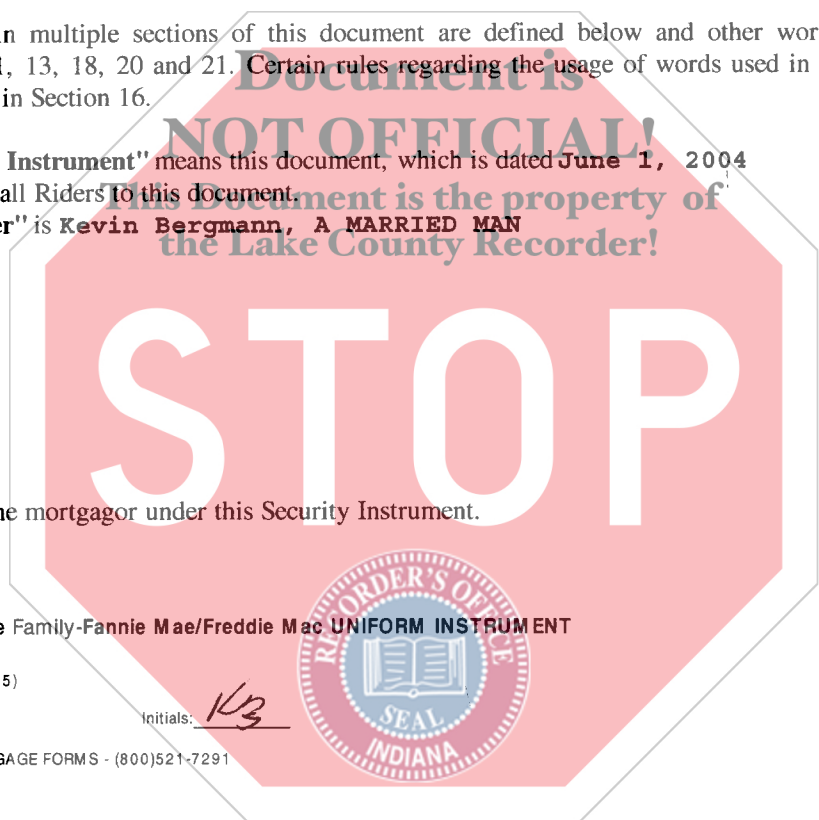 n multiple sections of this document are defined below and other wor
, 13, 18, 20 and 21. Certain rules regarding the usage of words used in
Document is
in Section 16.
NOT OFFICIAL!
Instrument" means this document, which is dated June 1, 2004
all Riders to this document.
This Document is the property of
er" is Kevin Bergmann, A MARRIED MAN
the Lake County Recorder!
STOP
e mortgagor under this Security Instrument.
e Family-Fannie Mae/Freddie Mac UNIFORM INSTRUMENT
5)
Initials: KB
GAGE FORMS - (800)521-7291
RECORDER'S OFFICE
SEAL
INDIANA